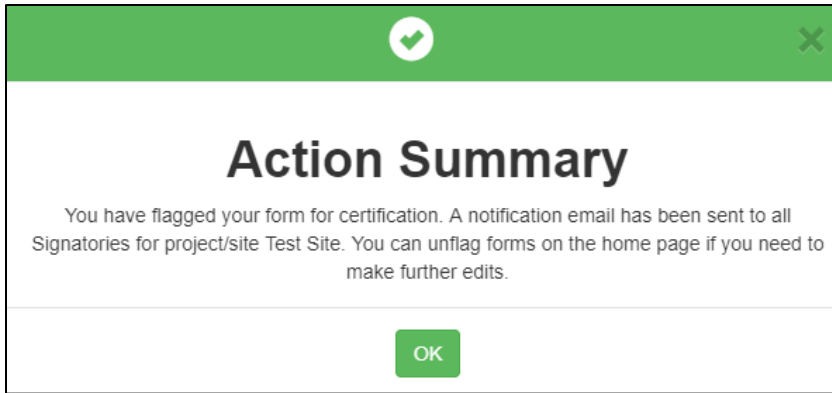 Action Summary
You have flagged your form for certification. A notification email has been sent to all
Signatories for project/site Test Site. You can unflag forms on the home page if you need to
make further edits.
OK